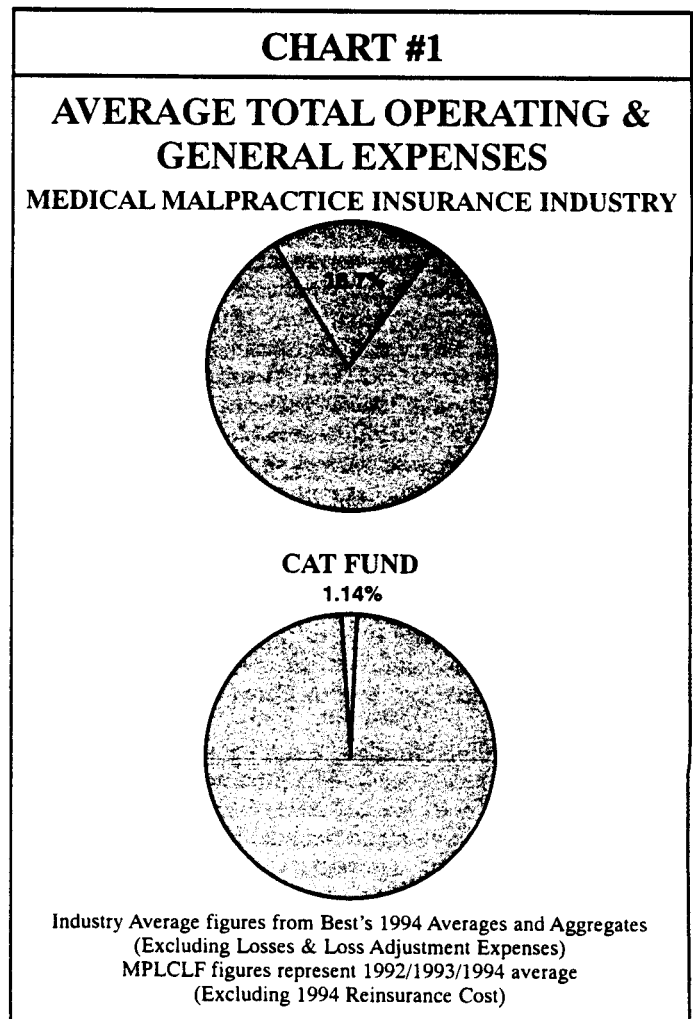 CHART #1
AVERAGE TOTAL OPERATING &
GENERAL EXPENSES
MEDICAL MALPRACTICE INSURANCE INDUSTRY
CAT FUND
1.14%
Industry Average figures from Best's 1994 Averages and Aggregates
(Excluding Losses & Loss Adjustment Expenses)
MPLCLF figures represent 1992/1993/1994 average
(Excluding 1994 Reinsurance Cost)